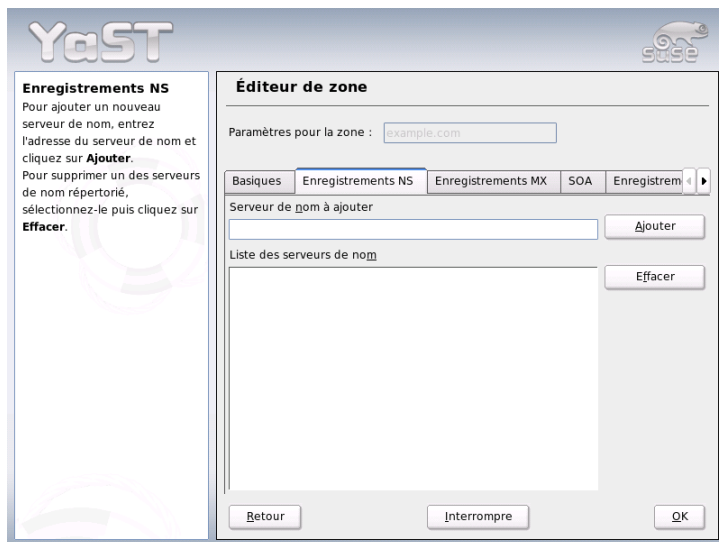 YaST
SUSE
Enregistrements NS
Pour ajouter un nouveau
serveur de nom, entrez
l'adresse du serveur de nom et
cliquez sur Ajouter.
Pour supprimer un des serveurs
de nom répertorié,
sélectionnez-le puis cliquez sur
Effacer.
Éditeur de zone
Paramètres pour la zone : example.com
Basiques Enregistrements NS Enregistrements MX SOA Enregistrem
Serveur de nom à ajouter
Ajouter
Liste des serveurs de nom
Effacer
Retour Interrompre OK